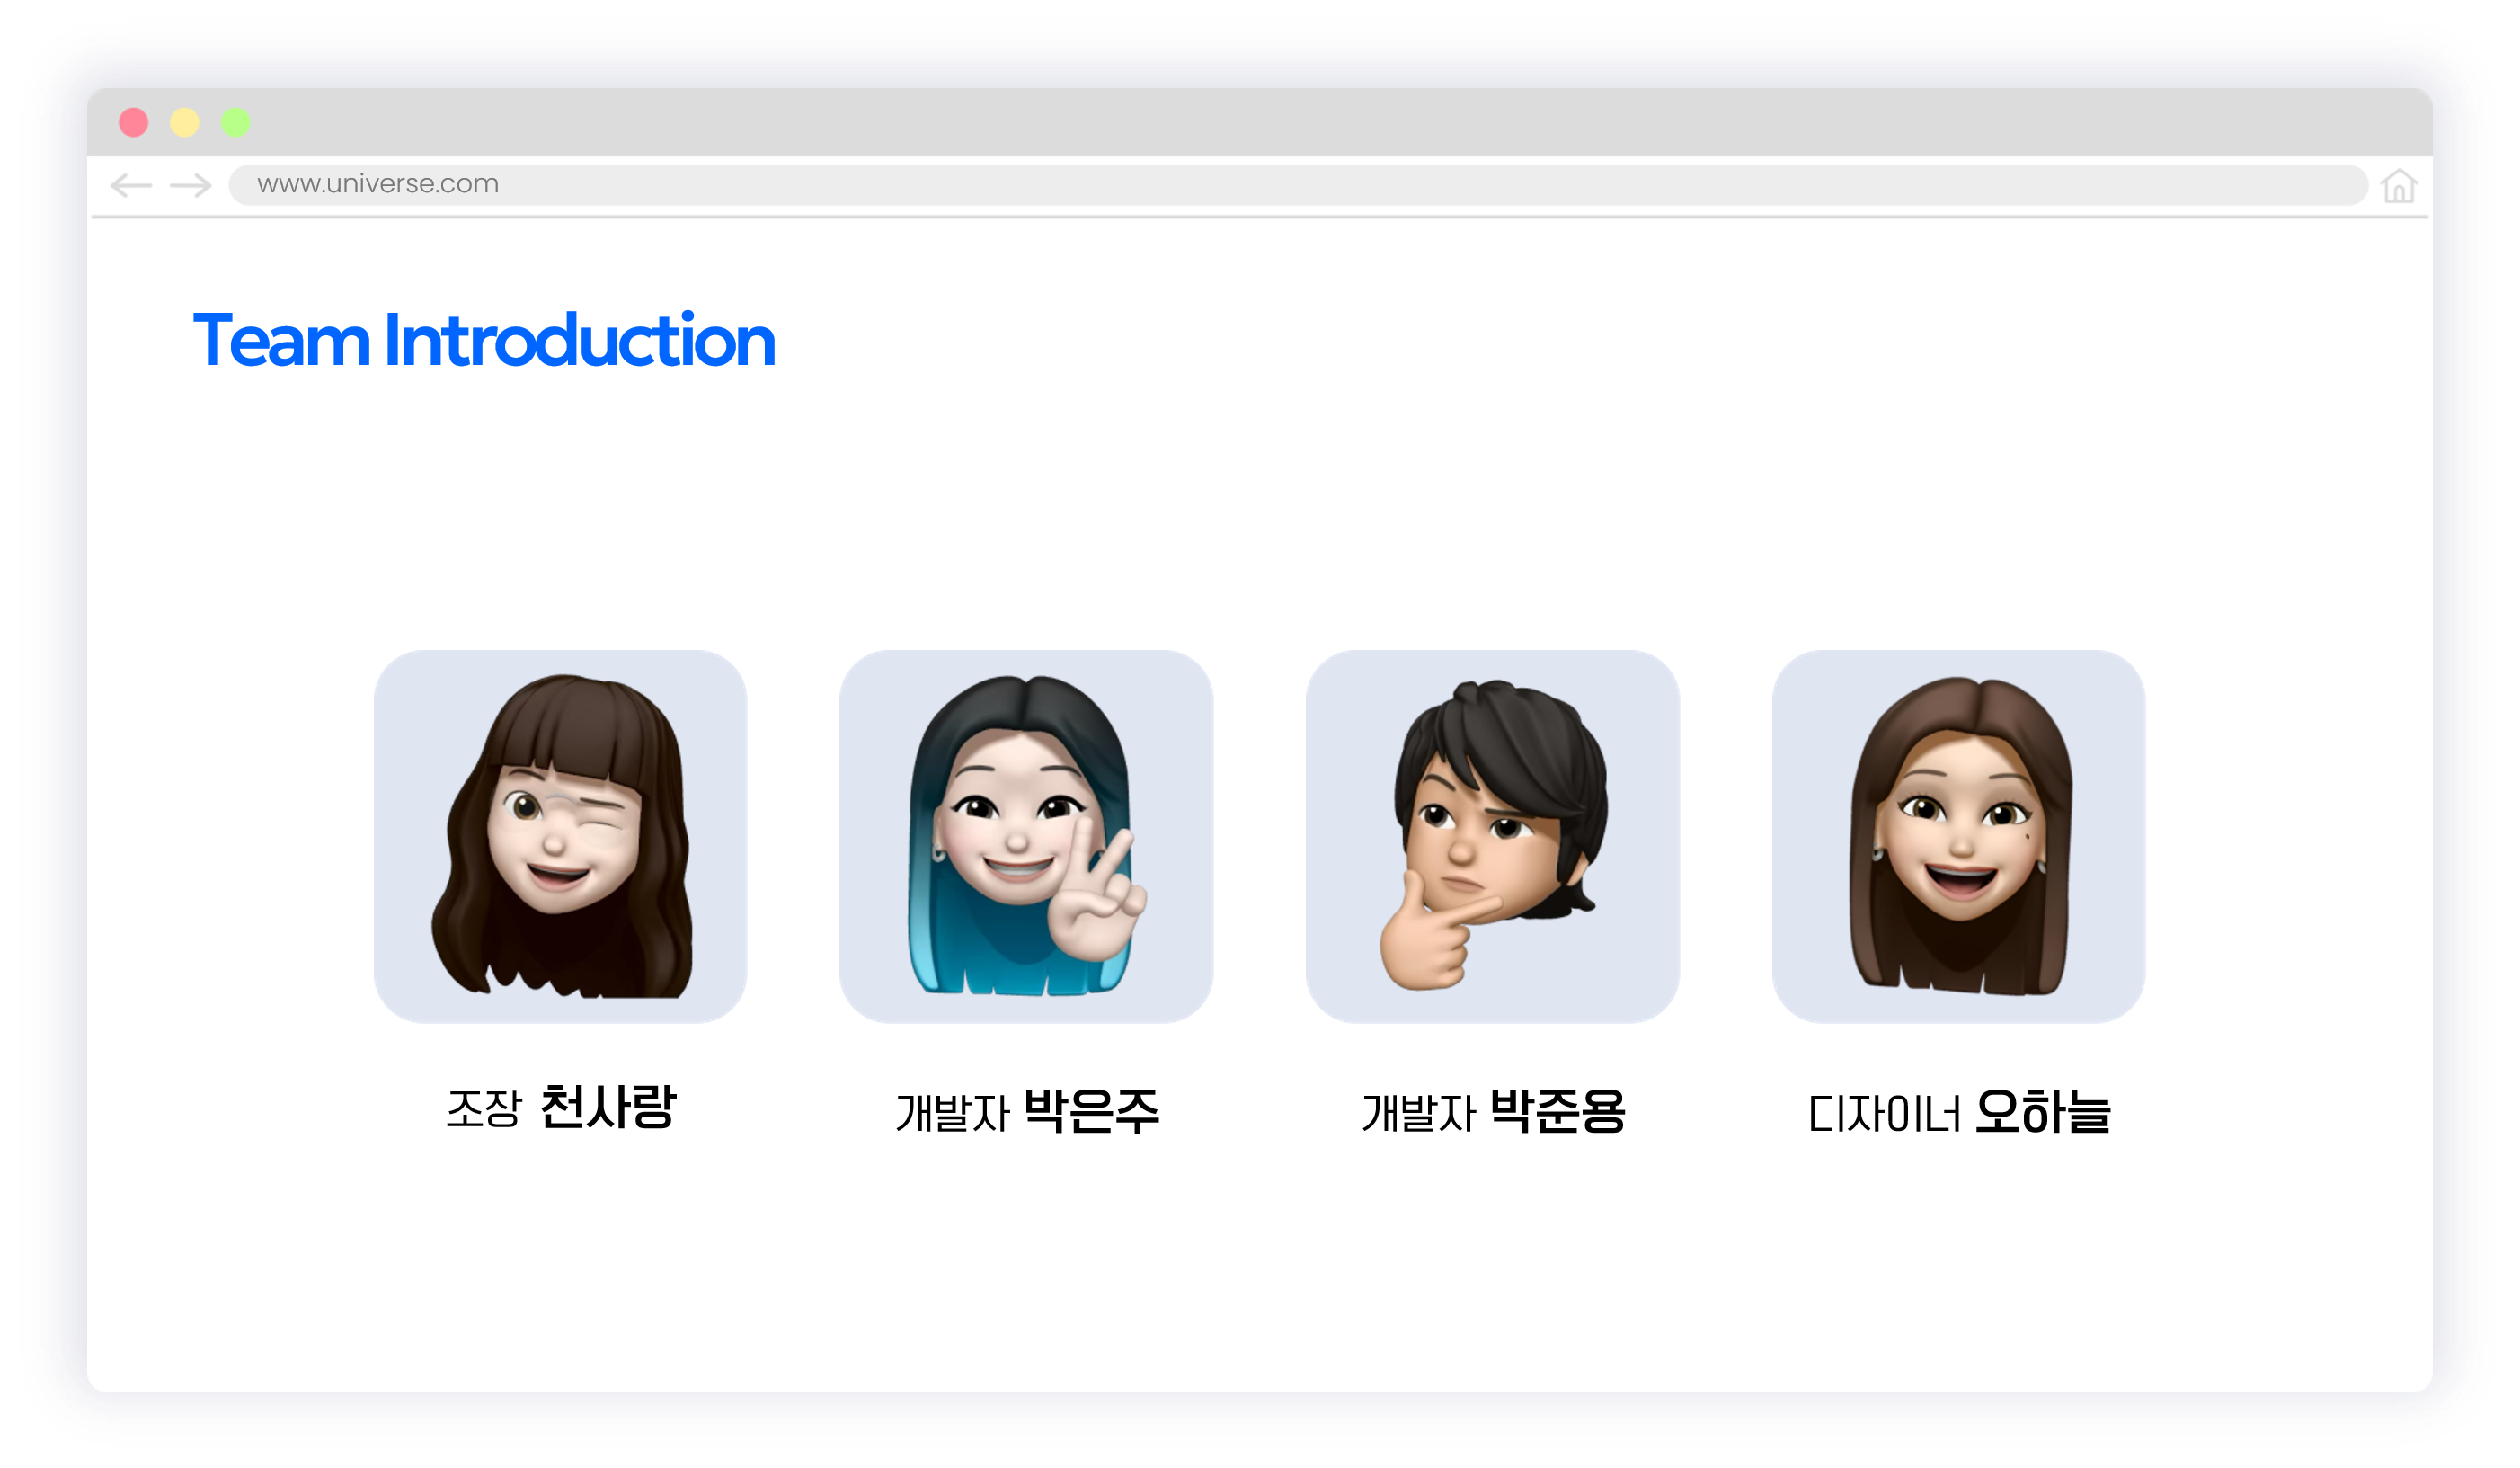 www.universe.com
Team Introduction
조장 천사랑
개발자 박은주
개발자 박준용
디자이너 오하늘